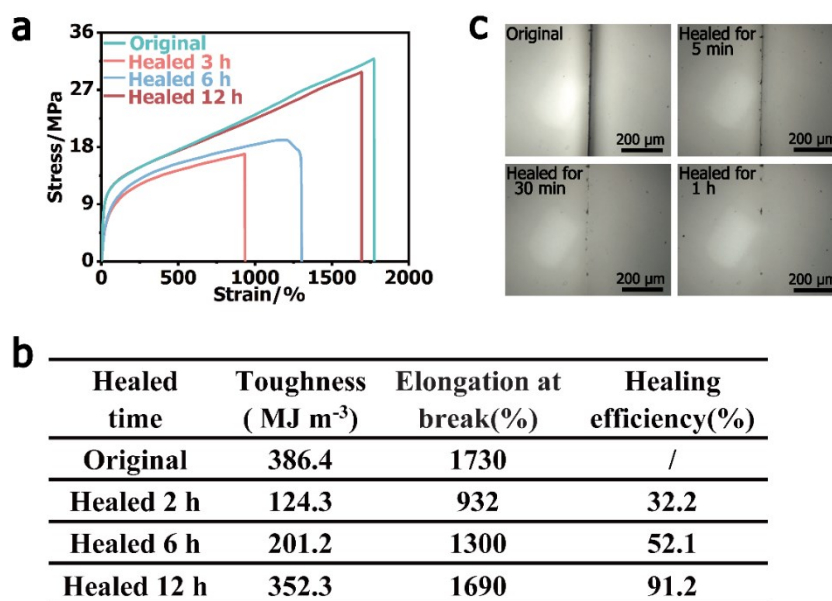 a
36
27
18
9
0
Stress/MPa
Original
Healed 3 h
Healed 6 h
Healed 12 h
0 500 1000 1500 2000
Strain/%
c
Original
200 μm
Healed for
5 min
200 μm
Healed for
30 min
200 μm
Healed for
1 h
200 μm
b
Healed time Toughness ( MJ m⁻³) Elongation at break(%) Healing efficiency(%)
Original 386.4 1730 /
Healed 2 h 124.3 932 32.2
Healed 6 h 201.2 1300 52.1
Healed 12 h 352.3 1690 91.2